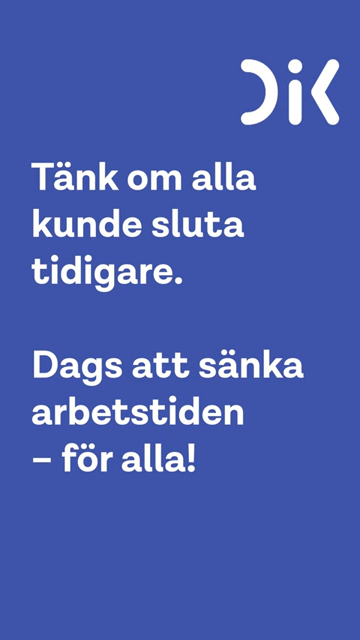 DiK
Tänk om alla
kunde sluta
tidigare.
Dags att sänka
arbetstiden
– för alla!